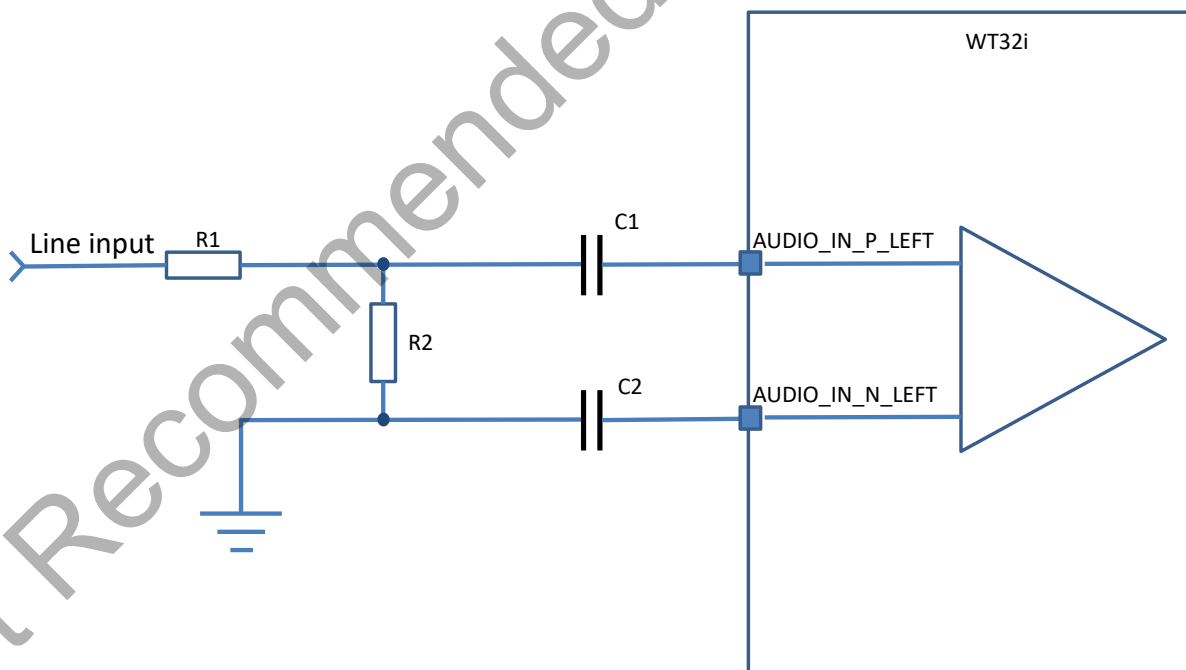 WT32i
Line input
R1
C1
AUDIO_IN_P_LEFT
R2
C2
AUDIO_IN_N_LEFT
Recommended